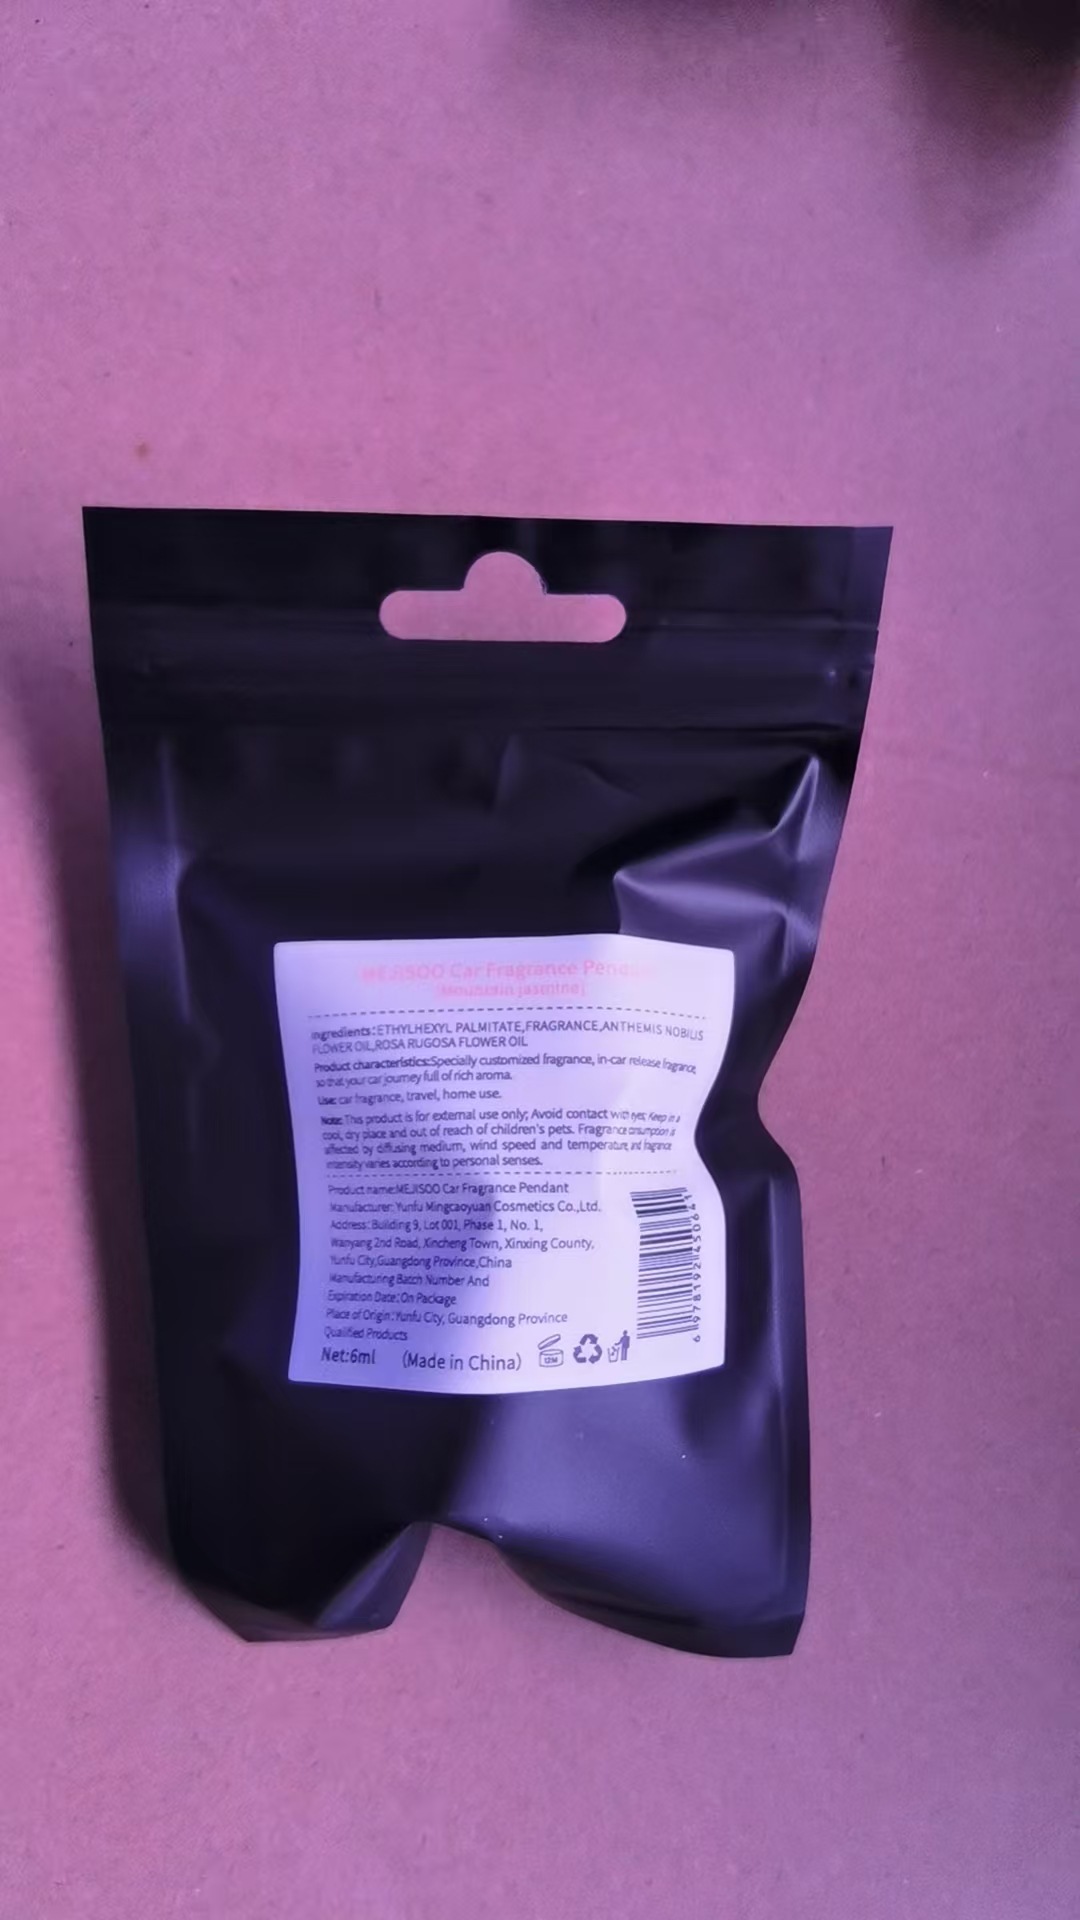 MEJISOO Car Fragrance Pendant
(Mountain jasmine)
Ingredients:ETHYLHEXYL PALMITATE,FRAGRANCE,ANTHEMIS NOBILIS
FLOWER OIL,ROSA RUGOSA FLOWER OIL
Product characteristics:Specially customized fragrance, in-car release fragrance,
so that your car journey full of rich aroma.
Use: car fragrance, travel, home use.
Note: This product is for external use only; Avoid contact with eyes; Keep in a
cool, dry place and out of reach of children's pets. Fragrance consumption is
affected by diffusing medium, wind speed and temperature, and fragrance
intensity varies according to personal senses.
Product name:MEJISOO Car Fragrance Pendant
Manufacturer: Yunfu Mingcaoyuan Cosmetics Co.,Ltd.
Address: Building 9, Lot 001, Phase 1, No. 1,
Wanyang 2nd Road, Xincheng Town, Xinxing County,
Yunfu City,Guangdong Province,China
Manufacturing Batch Number And
Expiration Date: On Package
Place of Origin: Yunfu City, Guangdong Province
Qualified Products
Net:6ml (Made in China)
12M
6 978192 450641